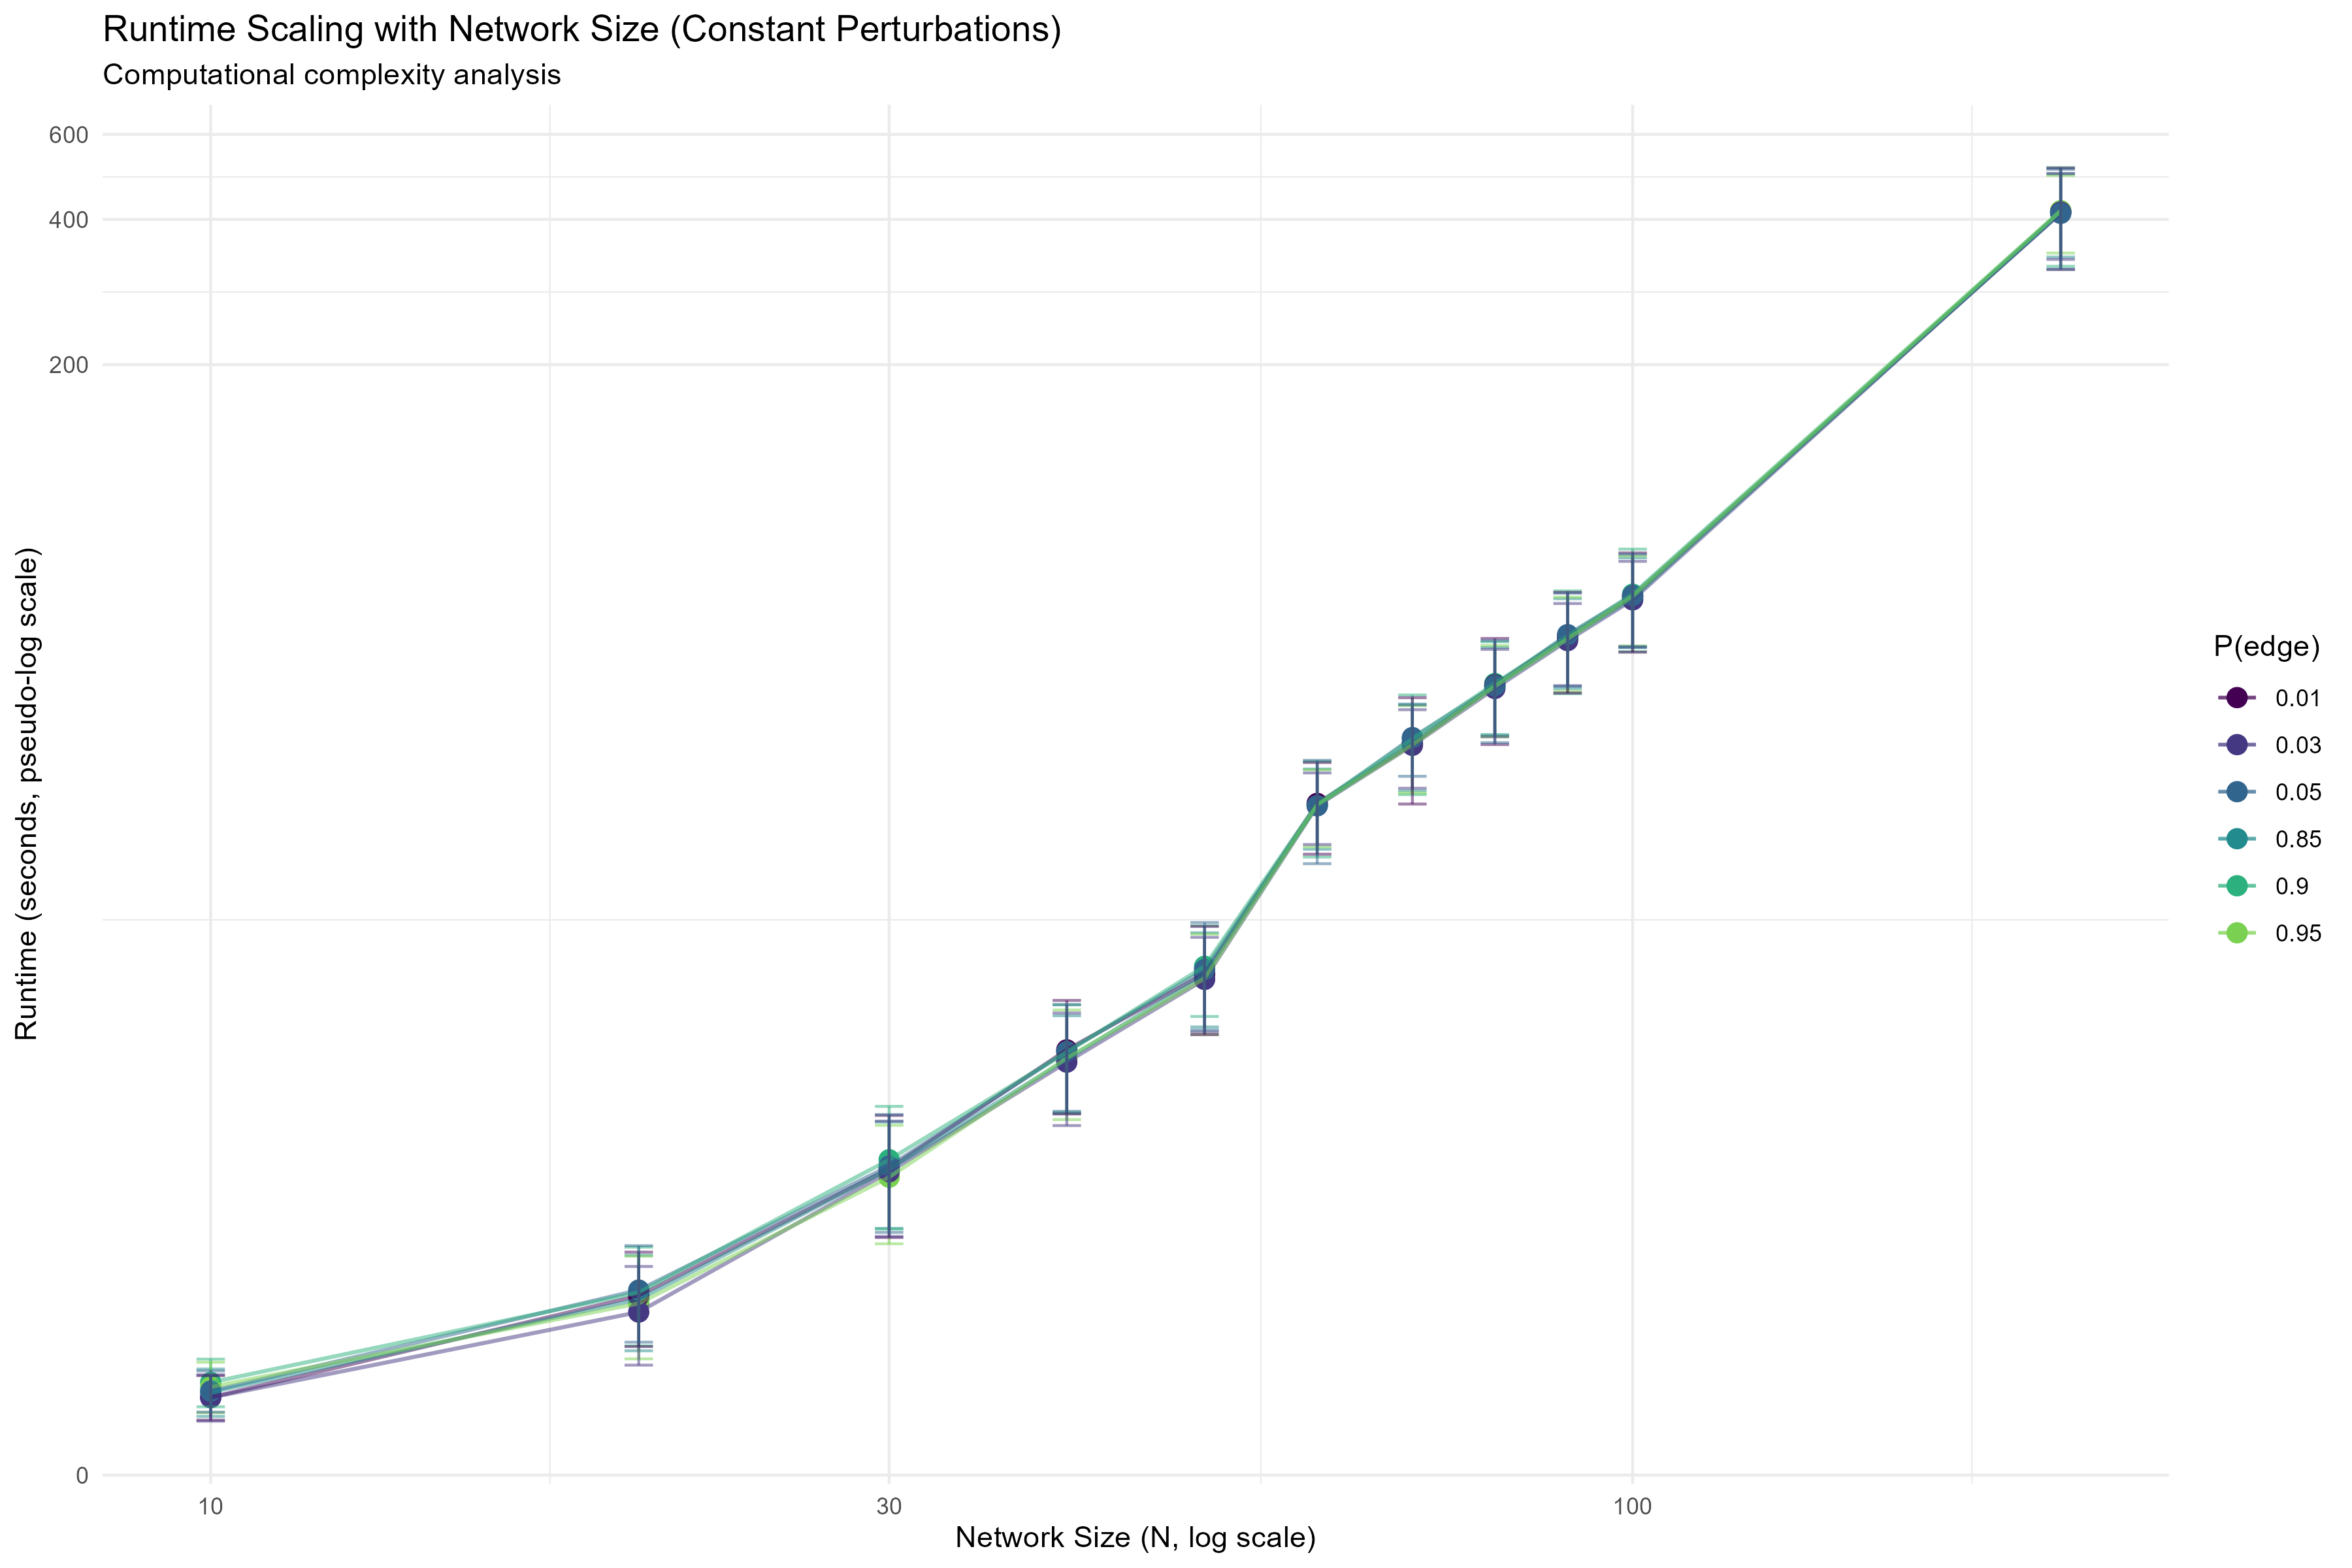 Runtime Scaling with Network Size (Constant Perturbations)
Computational complexity analysis
600
400
200
0
Runtime (seconds, pseudo-log scale)
10
30
100
Network Size (N, log scale)
P(edge)
0.01
0.03
0.05
0.85
0.9
0.95